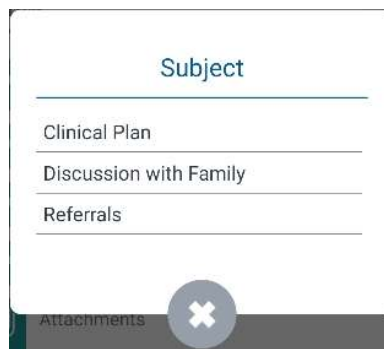 Subject
Clinical Plan
Discussion with Family
Referrals
Attachments